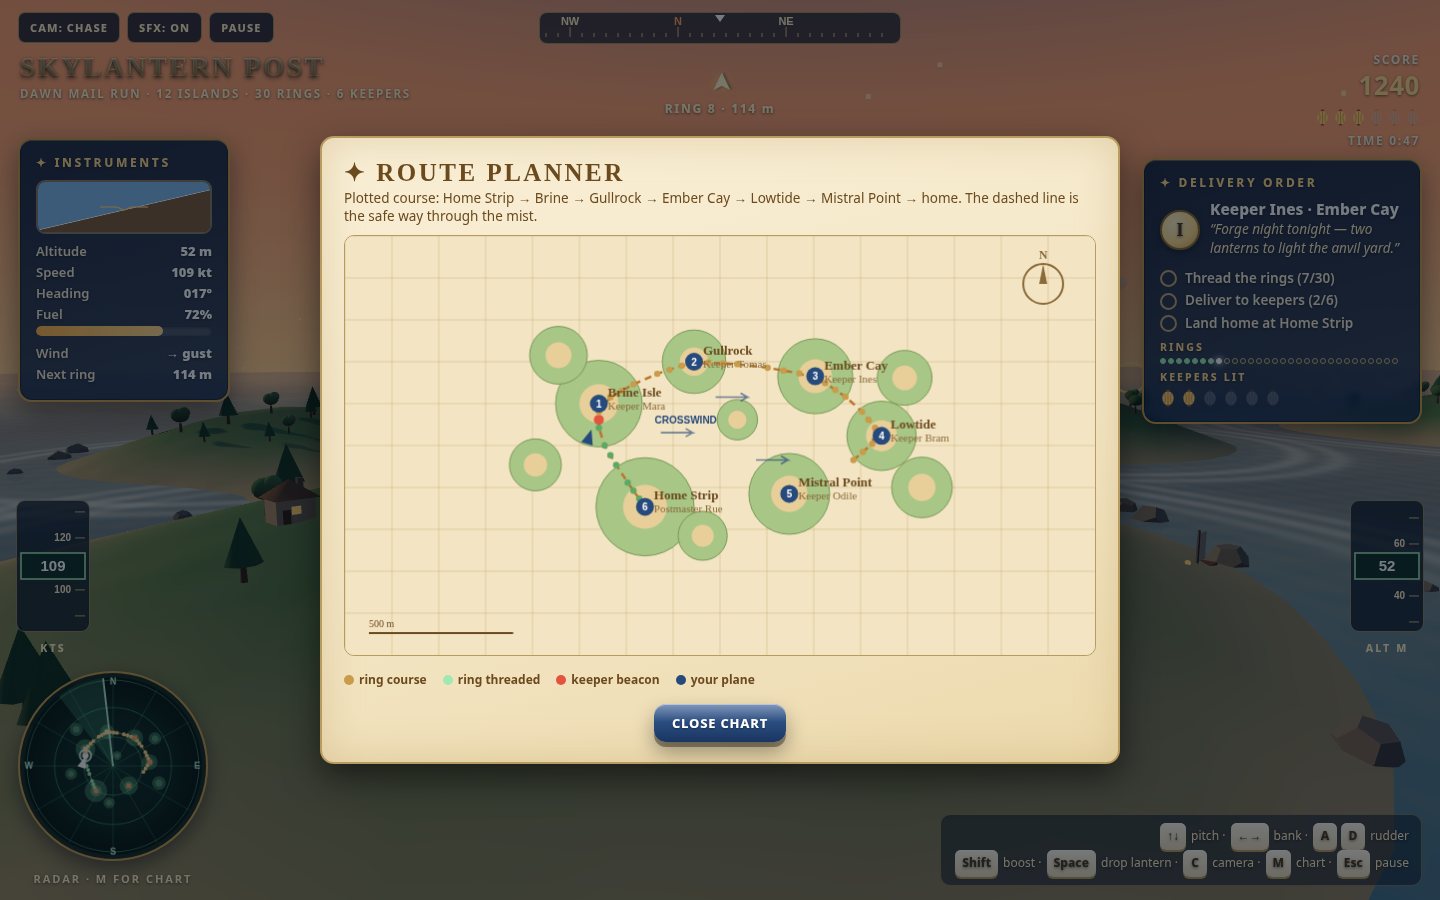 CAM: CHASE
SFX: ON
PAUSE
NW
N
NE
SKYLANTERN POST
DAWN MAIL RUN · 12 ISLANDS · 30 RINGS · 6 KEEPERS
RING 8 · 114 m
SCORE
1240
TIME 0:47
✦ INSTRUMENTS
Altitude 52 m
Speed 109 kt
Heading 017°
Fuel 72%
Wind → gust
Next ring 114 m
✦ ROUTE PLANNER
Plotted course: Home Strip → Brine → Gullrock → Ember Cay → Lowtide → Mistral Point → home. The dashed line is
the safe way through the mist.
N
2
Gullrock
Keeper Tomas
3
Ember Cay
Keeper Ines
1
Brine Isle
Keeper Mara
CROSSWIND
4
Lowtide
Keeper Bram
5
Mistral Point
Keeper Odile
6
Home Strip
Postmaster Rue
500 m
ring course
ring threaded
keeper beacon
your plane
CLOSE CHART
✦ DELIVERY ORDER
I
Keeper Ines · Ember Cay
“Forge night tonight — two
lanterns to light the anvil yard.”
Thread the rings (7/30)
Deliver to keepers (2/6)
Land home at Home Strip
RINGS
KEEPERS LIT
120
109
100
KTS
60
52
40
ALT M
N
W
E
S
RADAR · M FOR CHART
↑↓ pitch · ←→ bank · A D rudder
Shift boost · Space drop lantern · C camera · M chart · Esc pause